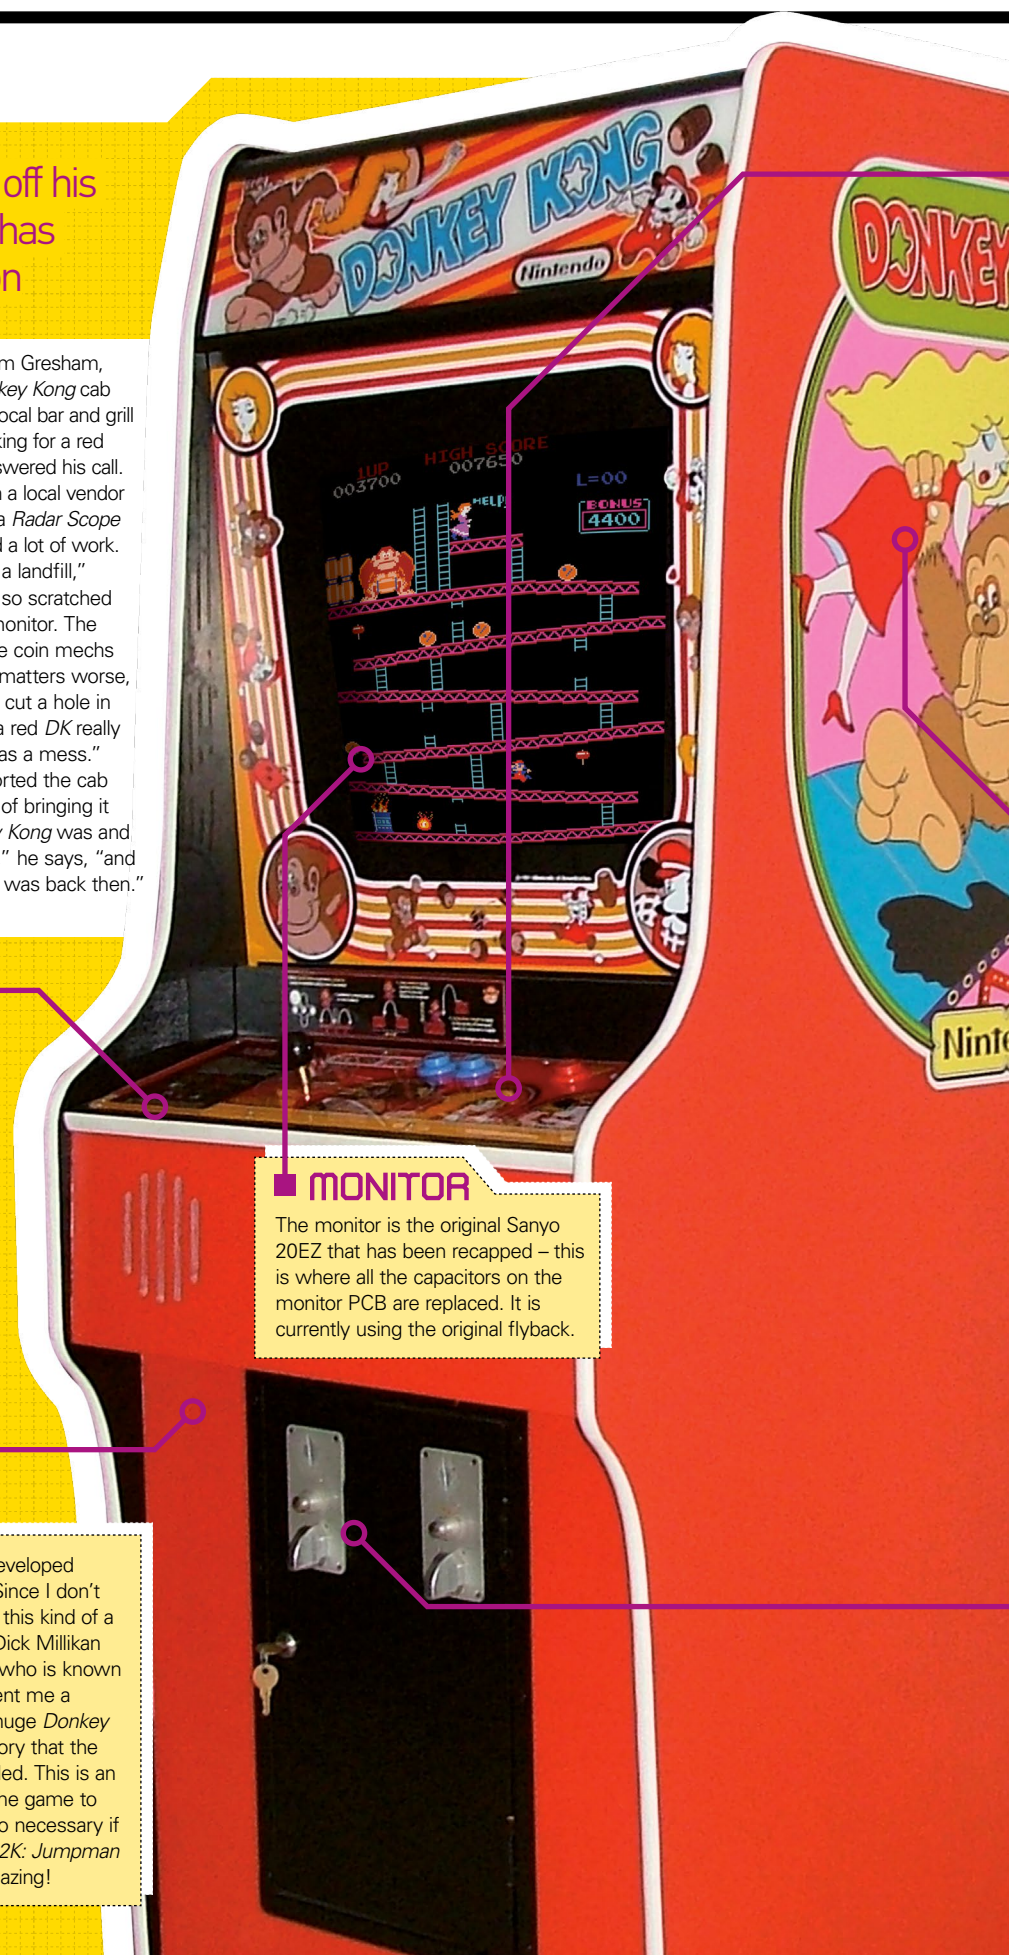 off his
has
on
m Gresham,
key Kong cab
ocal bar and grill
king for a red
swered his call.
n a local vendor
a Radar Scope
d a lot of work.
a landfill,”
so scratched
monitor. The
e coin mechs
matters worse,
cut a hole in
a red DK really
as a mess.”
orted the cab
of bringing it
y Kong was and
,” he says, “and
was back then.”
DONKEY KONG
Nintendo
1UP
HIGH SCORE
003700
007650
L=00
HELP!
BONUS
4400
DONKEY
Ninte
MONITOR
The monitor is the original Sanyo
20EZ that has been recapped – this
is where all the capacitors on the
monitor PCB are replaced. It is
currently using the original flyback.
eveloped
Since I don’t
this kind of a
Dick Millikan
who is known
ent me a
huge Donkey
ory that the
led. This is an
he game to
o necessary if
2K: Jumpman
azing!